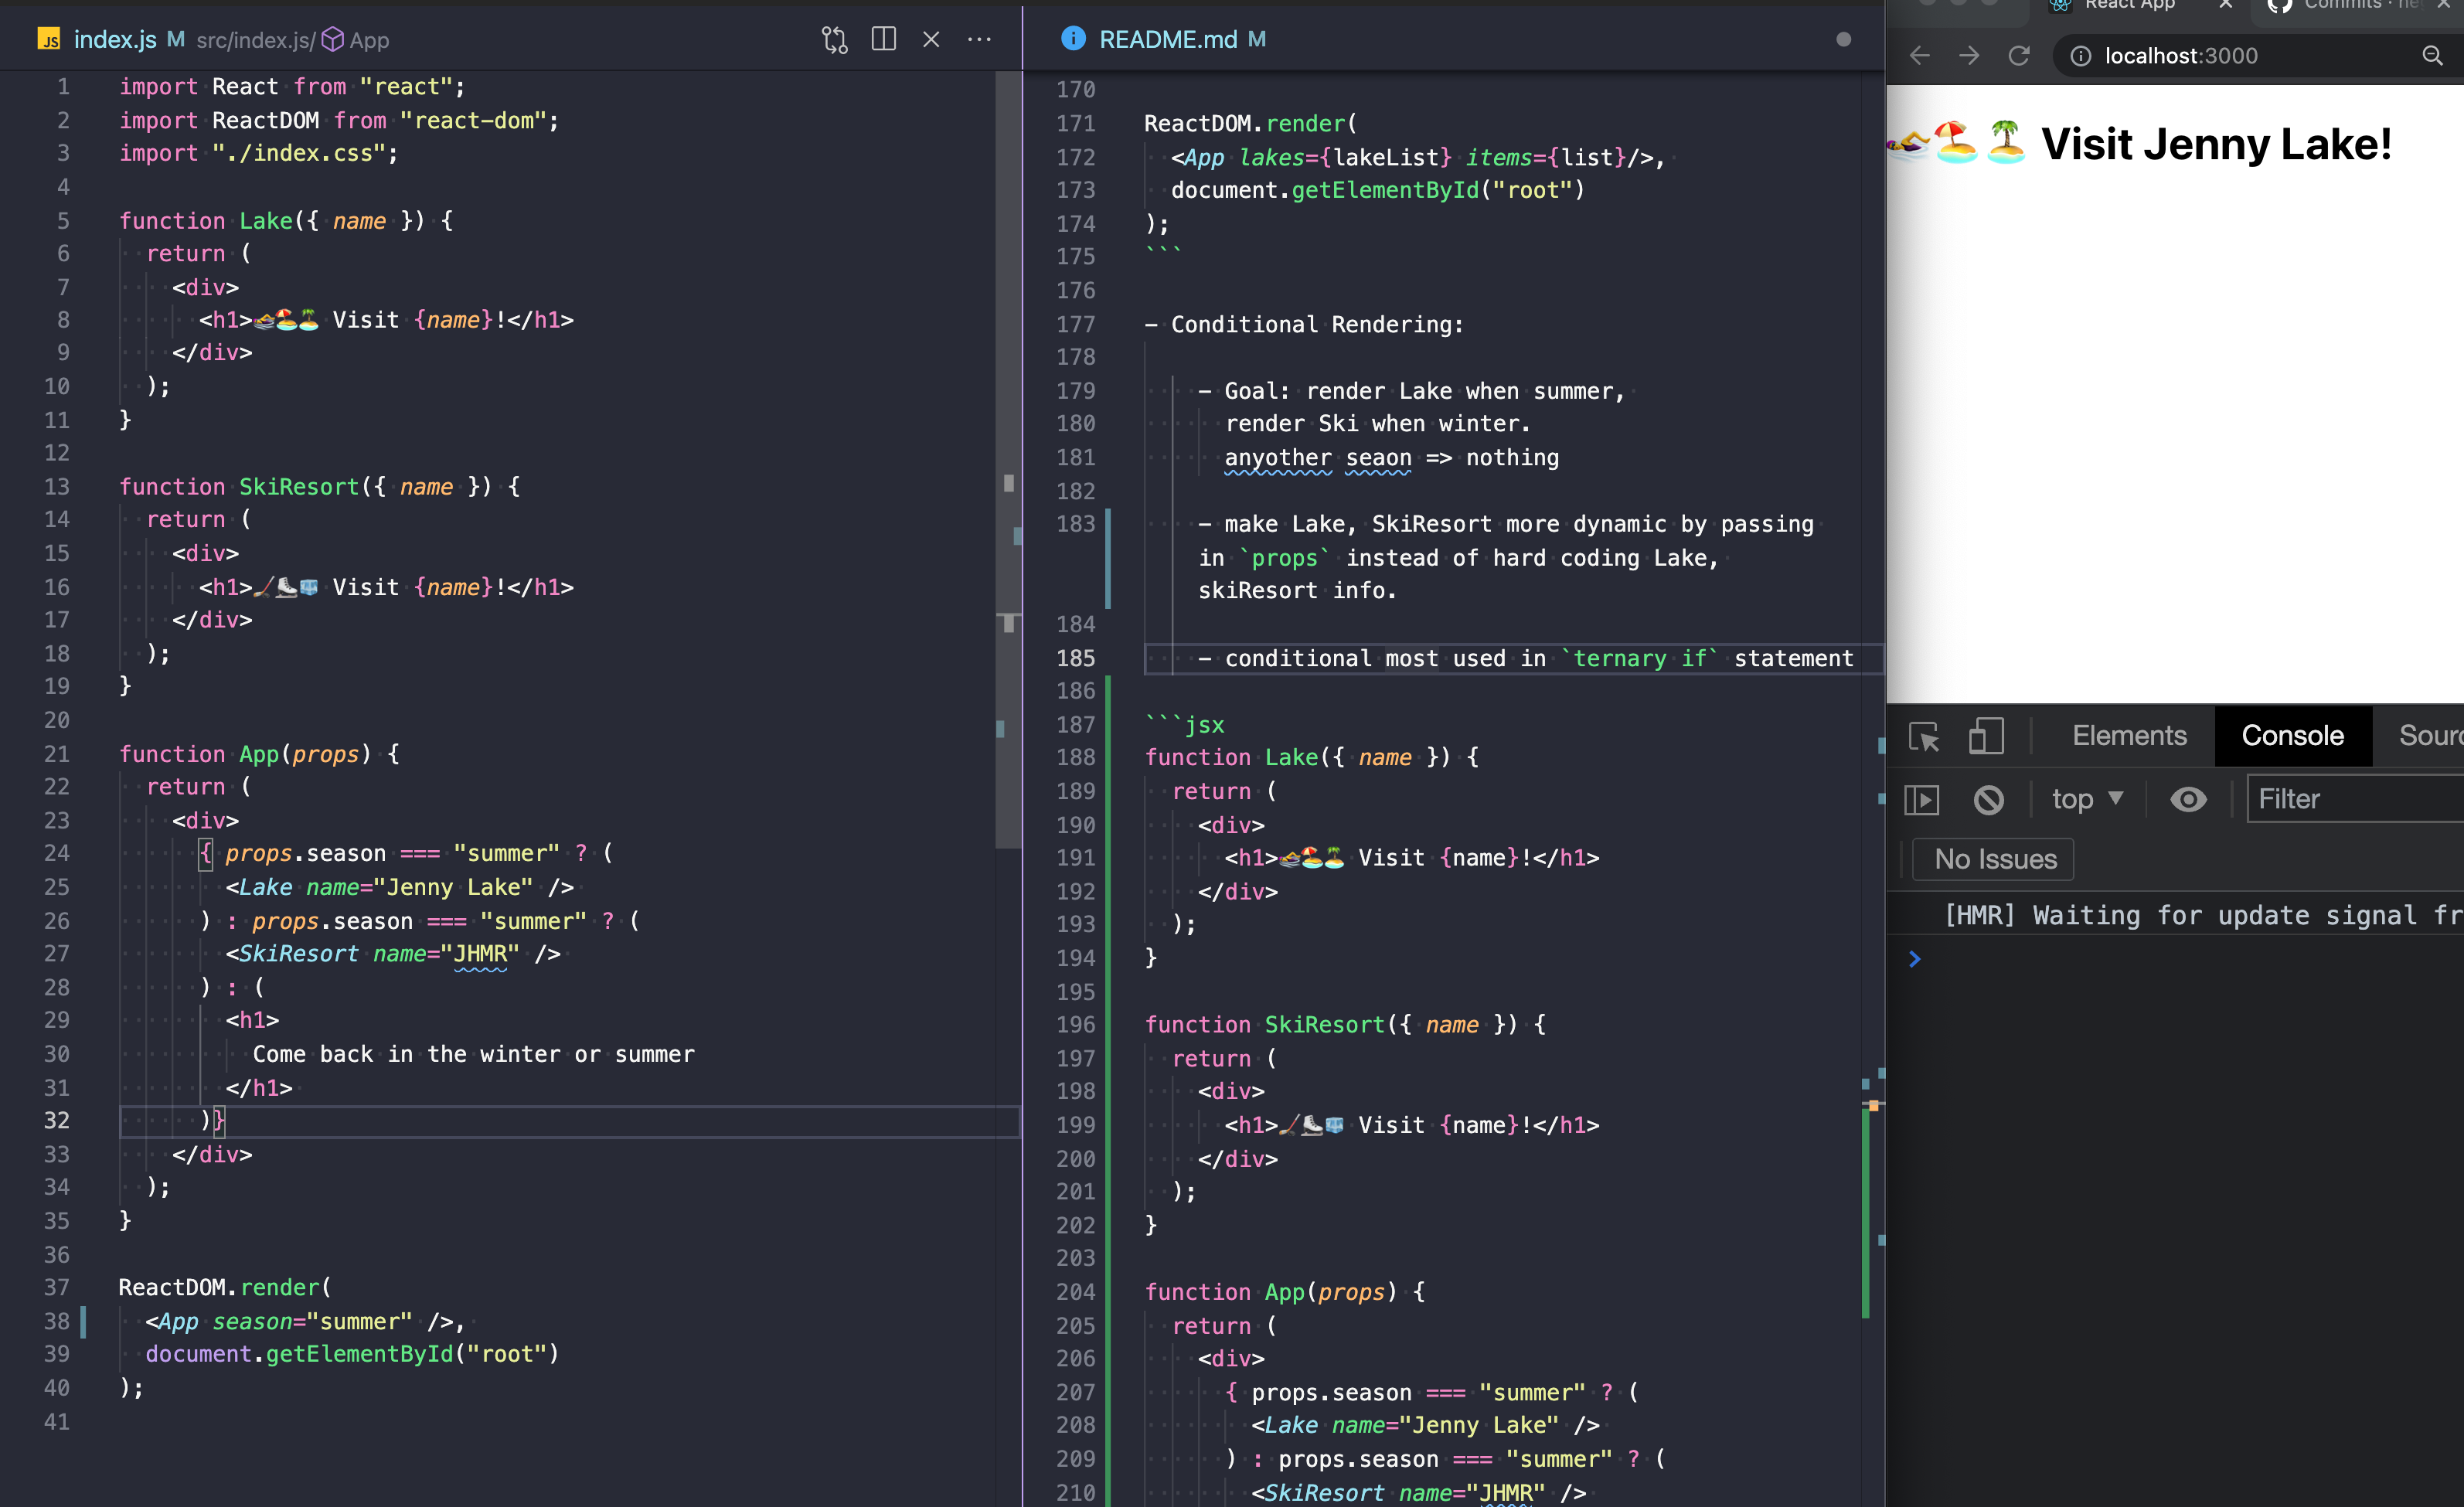 index.js M src/index.js/ App
1 import React from "react";
2 import ReactDOM from "react-dom";
3 import "./index.css";
4
5 function Lake({ name }) {
6 return (
7 <div>
8 <h1>🏊🏖🏝 Visit {name}!</h1>
9 </div>
10 );
11 }
12
13 function SkiResort({ name }) {
14 return (
15 <div>
16 <h1>🏒⛸🧊 Visit {name}!</h1>
17 </div>
18 );
19 }
20
21 function App(props) {
22 return (
23 <div>
24 { props.season === "summer" ? (
25 <Lake name="Jenny Lake" />
26 ) : props.season === "summer" ? (
27 <SkiResort name="JHMR" />
28 ) : (
29 <h1>
30 Come back in the winter or summer
31 </h1>
32 )}
33 </div>
34 );
35 }
36
37 ReactDOM.render(
38 <App season="summer" />,
39 document.getElementById("root")
40 );
41
README.md M
170
171 ReactDOM.render(
172 <App lakes={lakeList} items={list}/>,
173 document.getElementById("root")
174 );
175 ```
176
177 - Conditional Rendering:
178
179 - Goal: render Lake when summer,
180 render Ski when winter.
181 anyother seaon => nothing
182
183 - make Lake, SkiResort more dynamic by passing
in `props` instead of hard coding Lake,
skiResort info.
184
185 - conditional most used in `ternary if` statement
186
187 ```jsx
188 function Lake({ name }) {
189 return (
190 <div>
191 <h1>🏊🏖🏝 Visit {name}!</h1>
192 </div>
193 );
194 }
195
196 function SkiResort({ name }) {
197 return (
198 <div>
199 <h1>🏒⛸🧊 Visit {name}!</h1>
200 </div>
201 );
202 }
203
204 function App(props) {
205 return (
206 <div>
207 { props.season === "summer" ? (
208 <Lake name="Jenny Lake" />
209 ) : props.season === "summer" ? (
210 <SkiResort name="JHMR" />
React App
Commits · 
localhost:3000
🏊🏖🏝 Visit Jenny Lake!
Elements Console Sourc
top Filter
No Issues
[HMR] Waiting for update signal fr